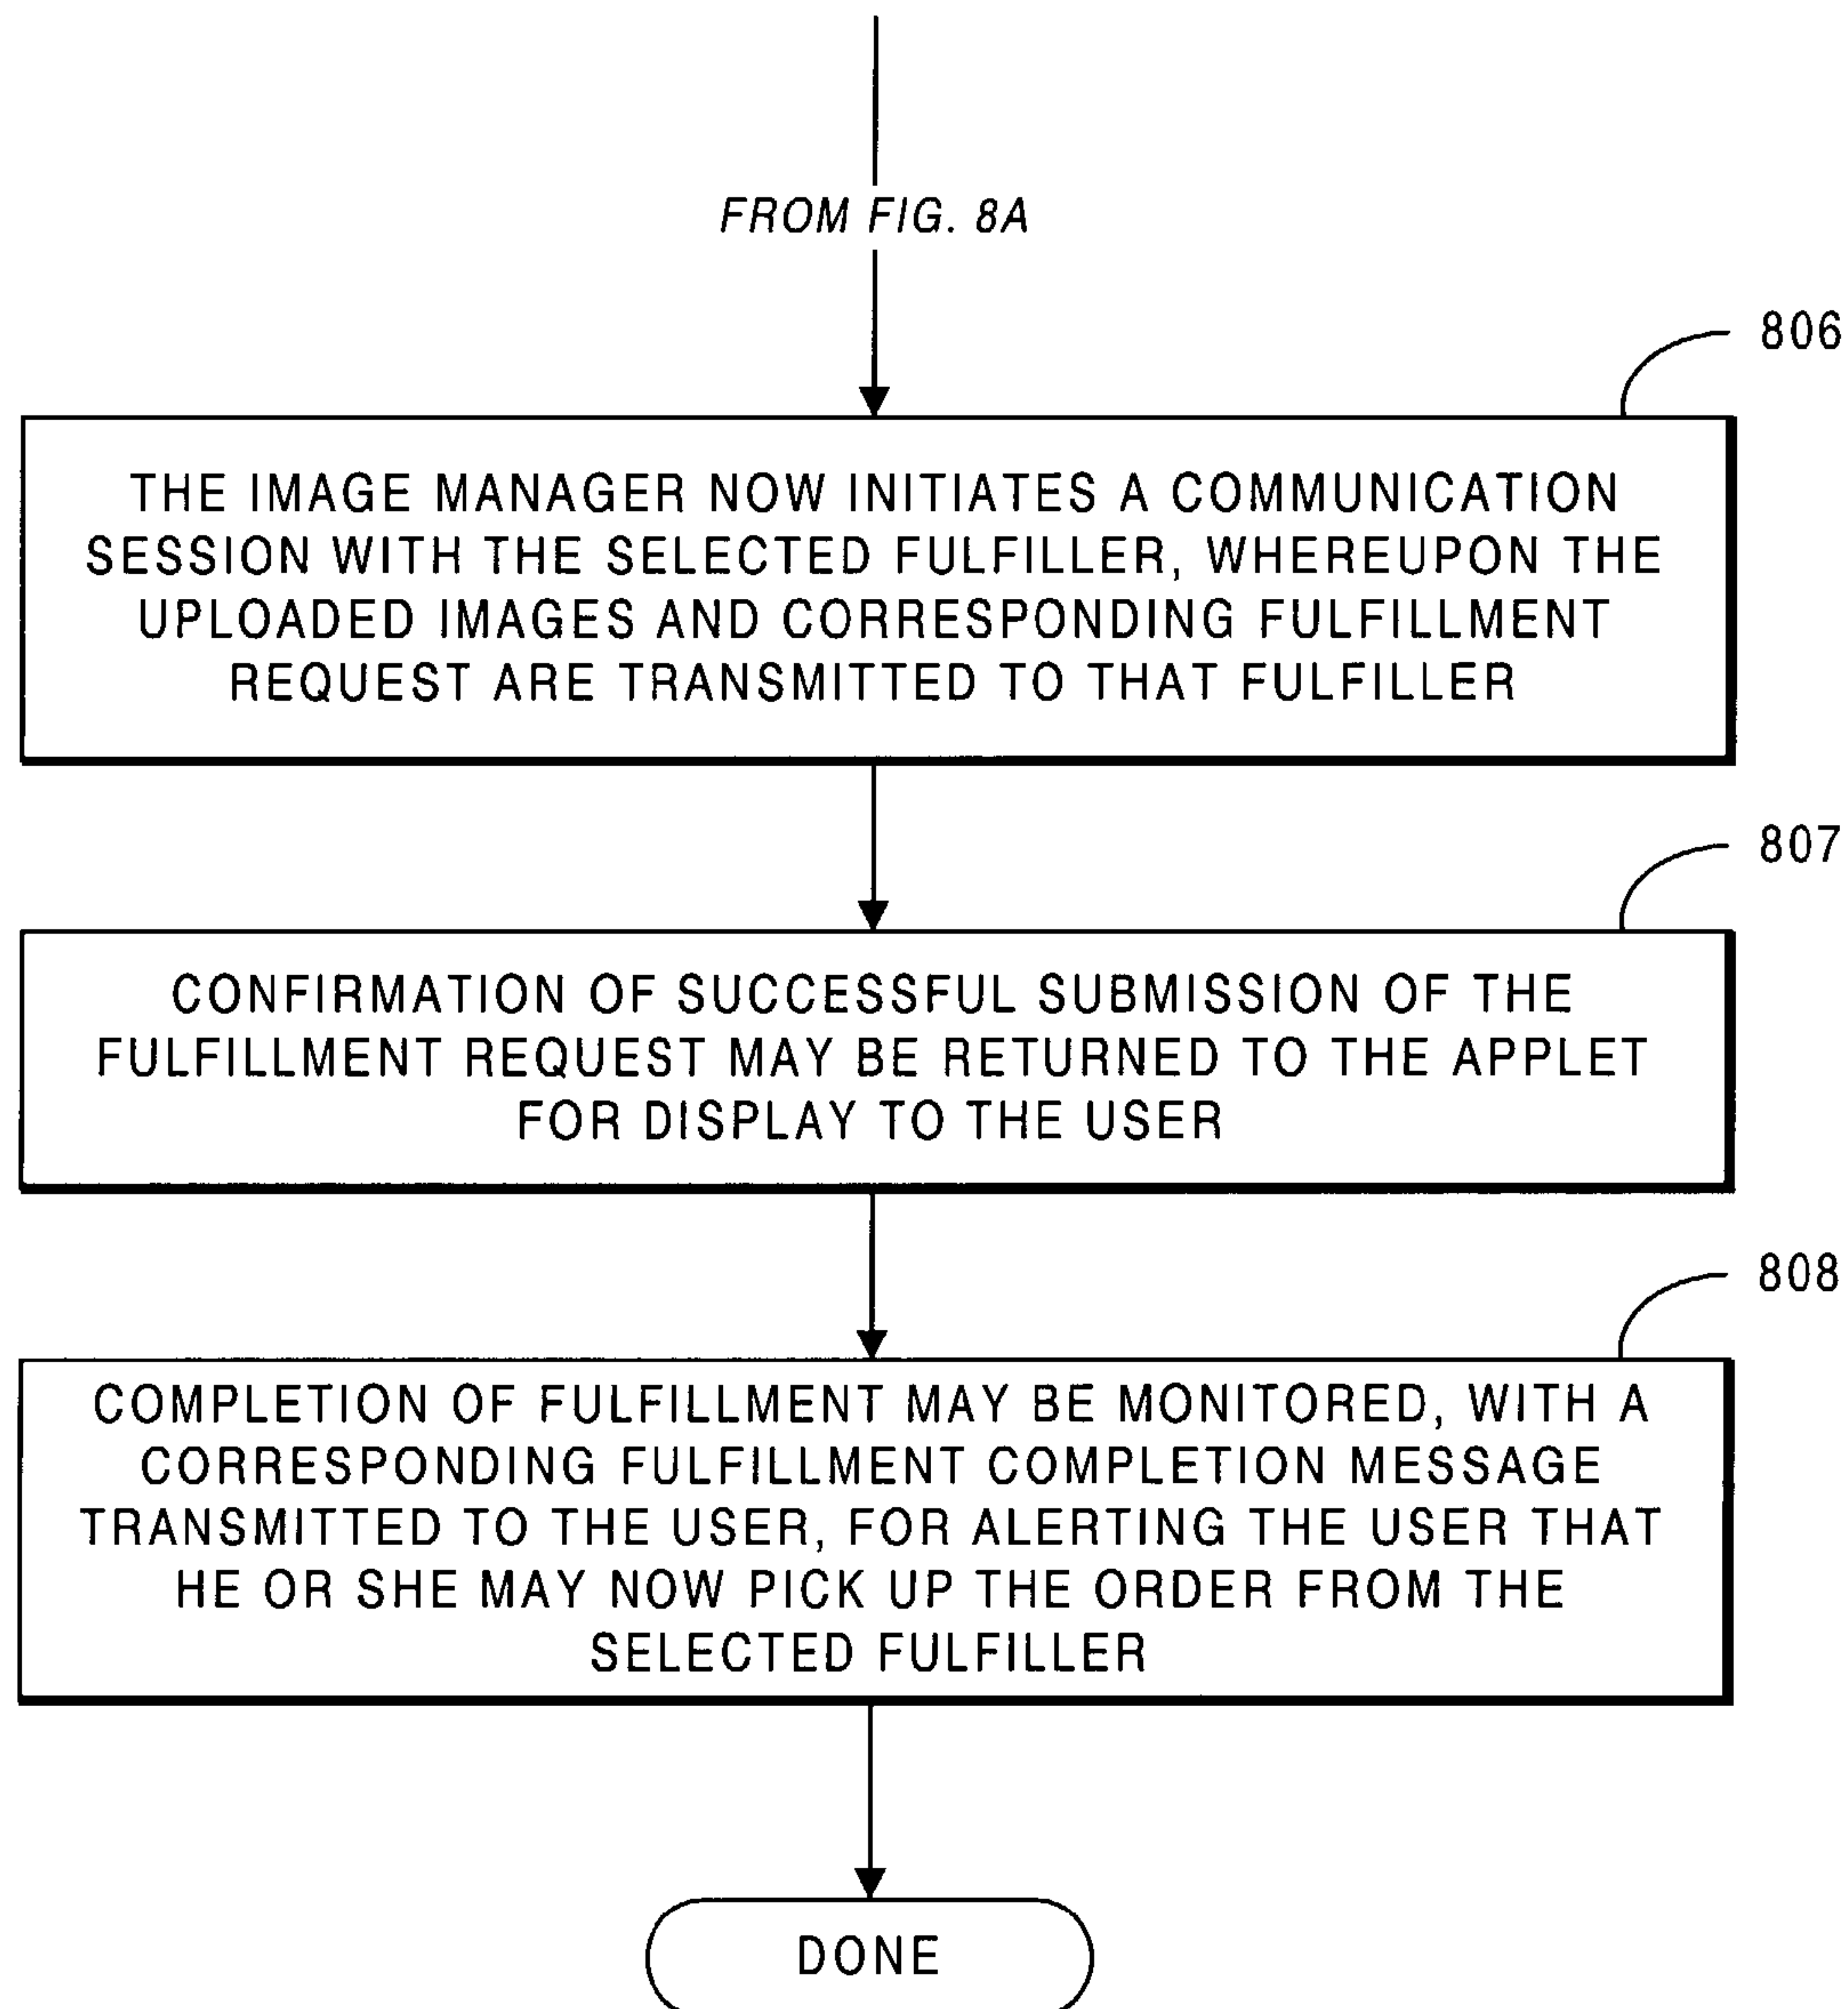 FROM FIG. 8A
806
THE IMAGE MANAGER NOW INITIATES A COMMUNICATION
SESSION WITH THE SELECTED FULFILLER, WHEREUPON THE
UPLOADED IMAGES AND CORRESPONDING FULFILLMENT
REQUEST ARE TRANSMITTED TO THAT FULFILLER
807
CONFIRMATION OF SUCCESSFUL SUBMISSION OF THE
FULFILLMENT REQUEST MAY BE RETURNED TO THE APPLET
FOR DISPLAY TO THE USER
808
COMPLETION OF FULFILLMENT MAY BE MONITORED, WITH A
CORRESPONDING FULFILLMENT COMPLETION MESSAGE
TRANSMITTED TO THE USER, FOR ALERTING THE USER THAT
HE OR SHE MAY NOW PICK UP THE ORDER FROM THE
SELECTED FULFILLER
DONE